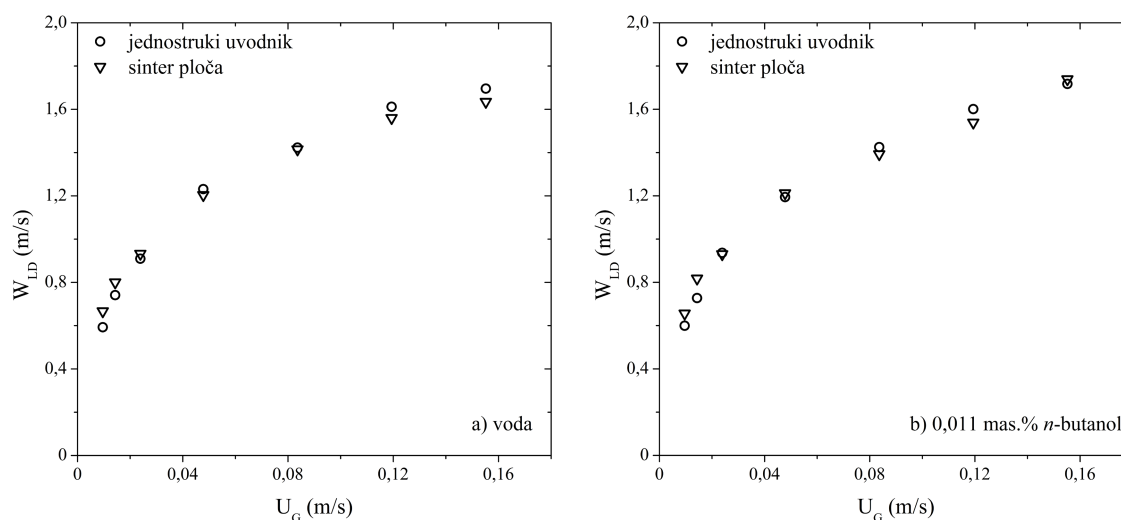 2,0
jednostruki uvodnik
sinter ploča
1,6
1,2
W_LD (m/s)
0,8
0,4
a) voda
0
0 0,04 0,08 0,12 0,16
U_G (m/s)
2,0
jednostruki uvodnik
sinter ploča
1,6
1,2
W_LD (m/s)
0,8
0,4
b) 0,011 mas.% n-butanol
0
0 0,04 0,08 0,12 0,16
U_G (m/s)